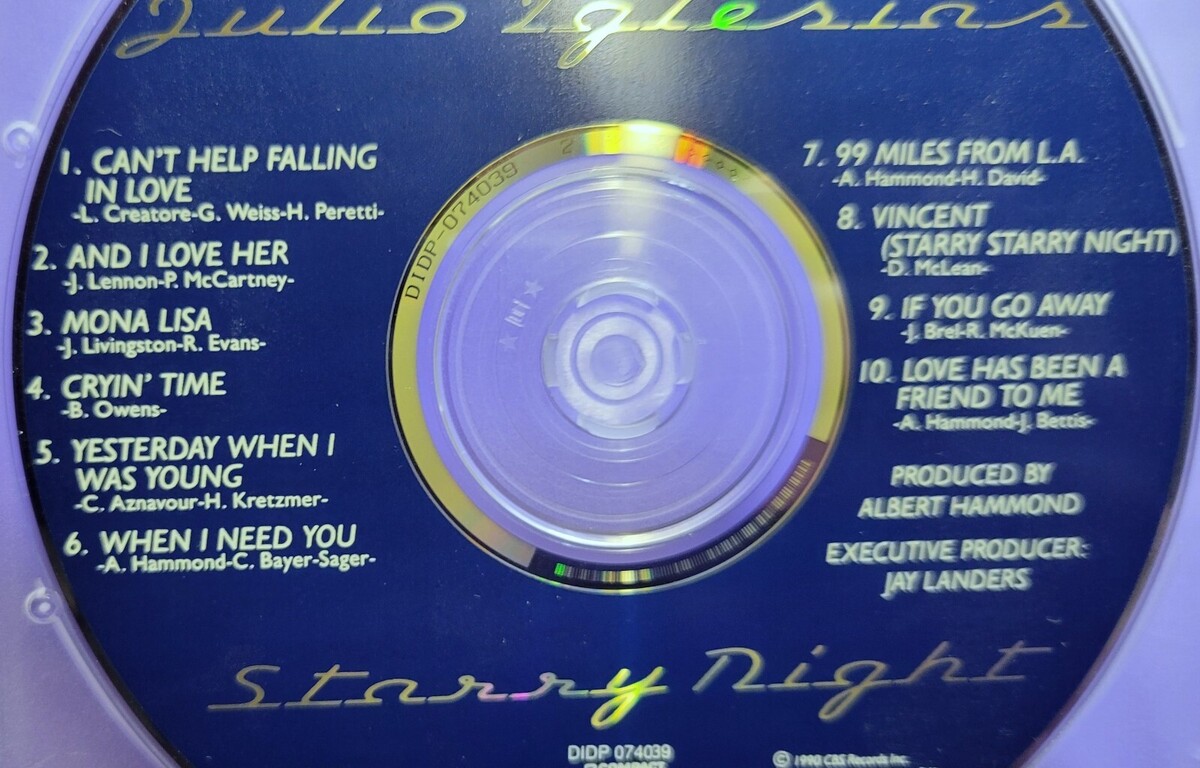 Julio Iglesias
1. CAN'T HELP FALLING
IN LOVE
-L. Creatore-G. Weiss-H. Peretti-
2. AND I LOVE HER
-J. Lennon-P. McCartney-
3. MONA LISA
-J. Livingston-R. Evans-
4. CRYIN' TIME
-B. Owens-
5. YESTERDAY WHEN I
WAS YOUNG
-C. Aznavour-H. Kretzmer-
6. WHEN I NEED YOU
-A. Hammond-C. Bayer-Sager-
DIDP-074039 2
7. 99 MILES FROM L.A.
-A. Hammond-H. David-
8. VINCENT
(STARRY STARRY NIGHT)
-D. McLean-
9. IF YOU GO AWAY
-J. Brel-R. McKuen-
10. LOVE HAS BEEN A
FRIEND TO ME
-A. Hammond-J. Bettis-
PRODUCED BY
ALBERT HAMMOND
EXECUTIVE PRODUCER:
JAY LANDERS
Starry Night
DIDP 074039
© 1990 CBS Records Inc.